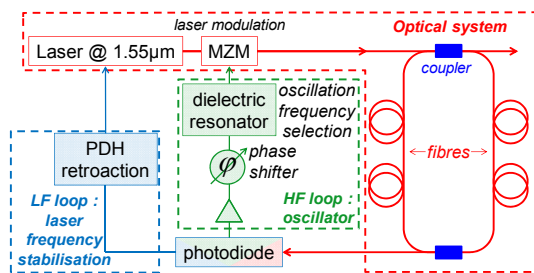 laser modulation
Optical system
Laser @ 1.55µm
MZM
coupler
dielectric
resonator
oscillation
frequency
selection
PDH
retroaction
φ
phase
shifter
fibres
LF loop :
laser
frequency
stabilisation
HF loop :
oscillator
photodiode